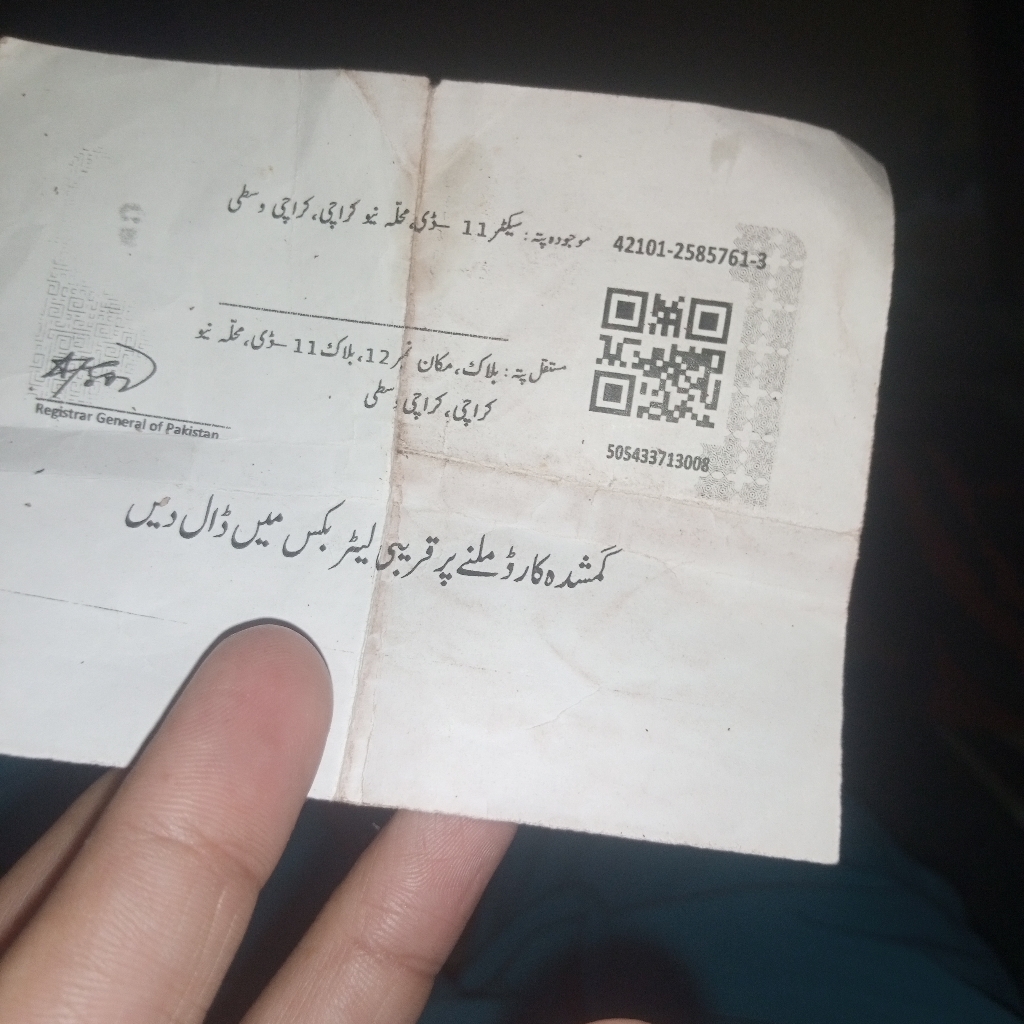 42101-2585761-3
موجودہ پتہ: سیکٹر 11 -ڈی، محلّہ نیو کراچی، کراچی وسطی
مستقل پتہ: بلاک، مکان نمبر 12، بلاک 11 -ڈی، محلّہ نیو
کراچی، کراچی وسطی
505433713008
Registrar General of Pakistan
گمشدہ کارڈ ملنے پر قریبی لیٹر بکس میں ڈال دیں